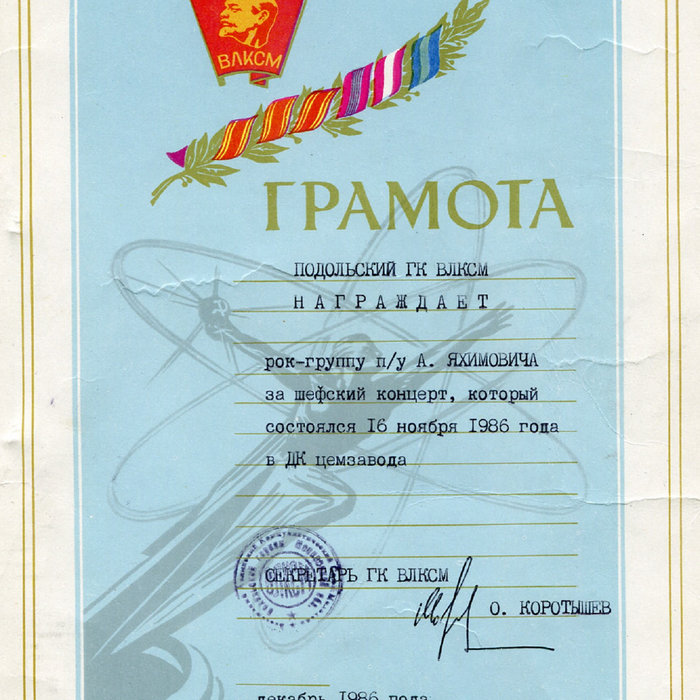 ВЛКСМ
ГРАМОТА
ПОДОЛЬСКИЙ ГК ВЛКСМ
НАГРАЖДАЕТ
рок-группу п/у А. ЯХИМОВИЧА
за шефский концерт, который
состоялся 16 ноября 1986 года
в ДК цемзавода
СЕКРЕТАРЬ ГК ВЛКСМ
О. КОРОТЫШЕВ
декабрь 1986 года